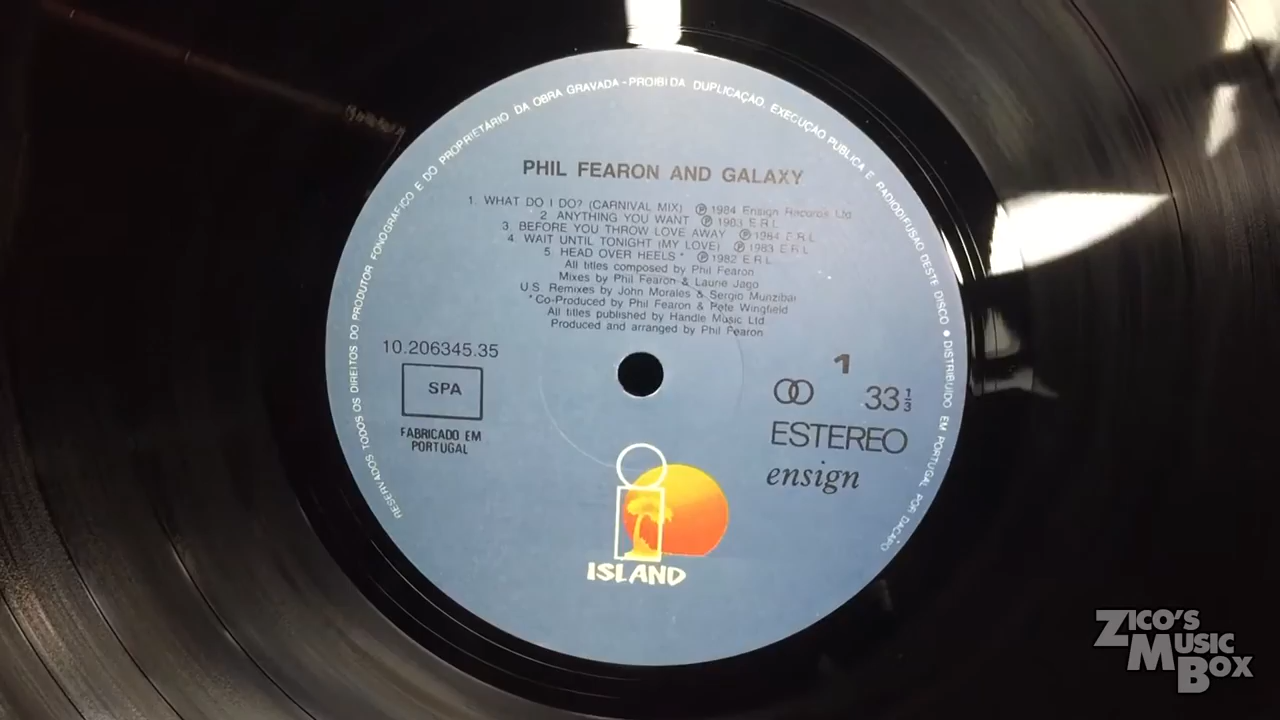 RESERVADOS TODOS OS DIREITOS DO PRODUTOR FONOGRÁFICO E DO PROPRIETÁRIO DA OBRA GRAVADA - PROIBIDA DUPLICAÇÃO, EXECUÇÃO PUBLICA E RADIODIFUSÃO DESTE DISCO ● DISTRIBUIDO EM PORTUGAL POR DACAPO
PHIL FEARON AND GALAXY
1. WHAT DO I DO? (CARNIVAL MIX) ℗ 1984 Ensign Records Ltd
2. ANYTHING YOU WANT ℗ 1983 E.R.L
3. BEFORE YOU THROW LOVE AWAY ℗ 1984 E.R.L
4. WAIT UNTIL TONIGHT (MY LOVE) ℗ 1983 E.R.L
5. HEAD OVER HEELS * ℗ 1982 E.R.L
All titles composed by Phil Fearon
Mixes by Phil Fearon & Laurie Jago
U.S. Remixes by John Morales & Sergio Munzibai
*Co-Produced by Phil Fearon & Pete Wingfield
All titles published by Handle Music Ltd
Produced and arranged by Phil Fearon
10.206345.35
SPA
FABRICADO EM
PORTUGAL
1
33 1/3
ESTEREO
ensign
ISLAND
ZICO'S
MUSIC
BOX